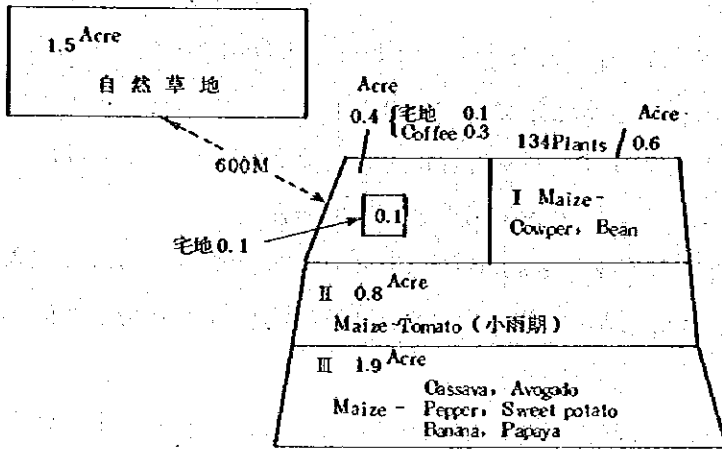 1.5 Acre
自然草地
600M
Acre
0.4 {宅地 0.1
Coffee 0.3
134Plants
Acre
0.6
0.1
宅地 0.1
I Maize-
Cowper, Bean
II 0.8 Acre
Maize-Tomato (小雨期)
III 1.9 Acre
Cassava, Avogado
Maize - Pepper, Sweet potato
Banana, Papaya